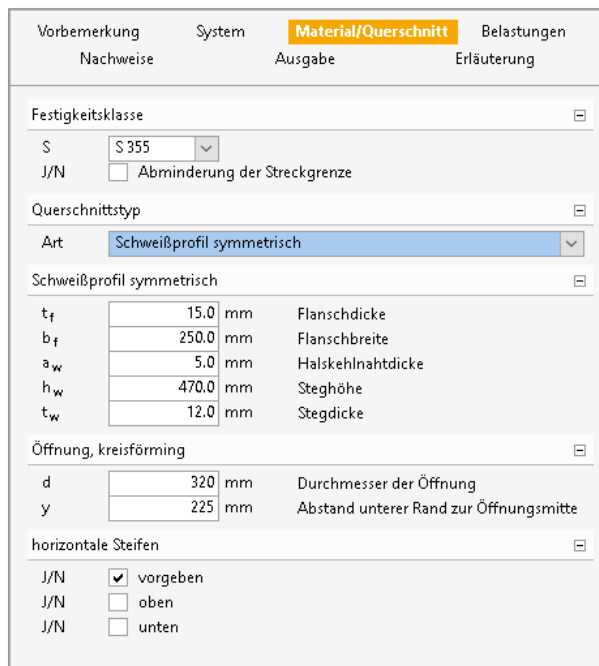 Vorbemerkung System Material/Querschnitt Belastungen
Nachweise Ausgabe Erläuterung
Festigkeitsklasse
S S 355
J/N Abminderung der Streckgrenze
Querschnittstyp
Art Schweißprofil symmetrisch
Schweißprofil symmetrisch
tf 15.0 mm Flanschdicke
bf 250.0 mm Flanschbreite
aw 5.0 mm Halskehlnahtdicke
hw 470.0 mm Steghöhe
tw 12.0 mm Stegdicke
Öffnung, kreisförming
d 320 mm Durchmesser der Öffnung
y 225 mm Abstand unterer Rand zur Öffnungsmitte
horizontale Steifen
J/N vorgeben
J/N oben
J/N unten